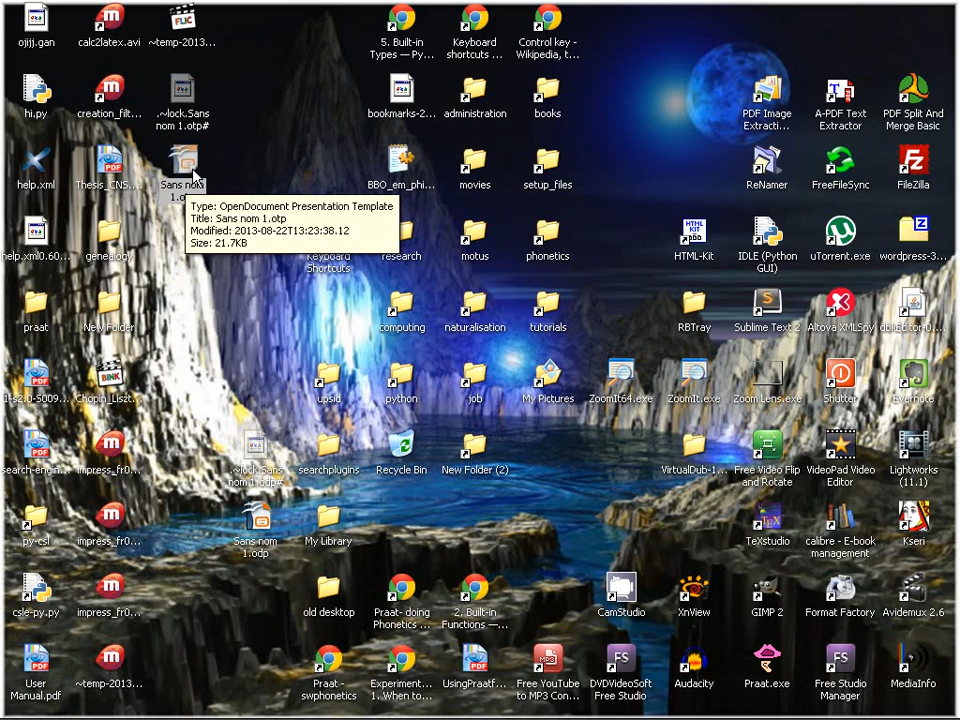 ojijj.gan
calc2latex.avi
~temp-2013...
5. Built-in
Types — Py...
Keyboard
shortcuts ...
Control key -
Wikipedia, t...
hi.py
creation_filt...
.~lock.Sans
nom 1.otp#
bookmarks-2...
administration
books
PDF Image
Extracti...
A-PDF Text
Extractor
PDF Split And
Merge Basic
help.xml
Thesis_CNS...
Sans nom
BBO_em_phi...
movies
setup_files
ReNamer
FreeFileSync
FileZilla
Type: OpenDocument Presentation Template
Title: Sans nom 1.otp
Modified: 2013-08-22T13:23:38.12
Size: 21.7KB
help.xml0.60...
genealogy
Keyboard
Shortcuts
research
motus
phonetics
HTML-Kit
IDLE (Python
GUI)
uTorrent.exe
wordpress-3...
praat
New Folder
computing
naturalisation
tutorials
RBTray
Sublime Text 2
Altova XMLSpy
dbkEditor-0....
1-s2.0-S009...
Chopin_Liszt...
upsid
python
job
My Pictures
ZoomIt64.exe
ZoomIt.exe
Zoom Lens.exe
Shutter
Evernote
search-engin...
impress_fr0...
.~lock.Sans
nom 1.odp#
searchplugins
Recycle Bin
New Folder (2)
VirtualDub-1...
Free Video Flip
and Rotate
VideoPad Video
Editor
Lightworks
(11.1)
py-csl
impress_fr0...
Sans nom
1.odp
My Library
TeXstudio
calibre - E-book
management
Kseri
csle-py.py
impress_fr0...
old desktop
Praat- doing
Phonetics ...
2. Built-in
Functions —...
CamStudio
XnView
GIMP 2
Format Factory
Avidemux 2.6
User
Manual.pdf
~temp-2013...
Praat -
swphonetics
Experiment...
1. When to...
UsingPraatf...
Free YouTube
to MP3 Con...
DVDVideoSoft
Free Studio
Audacity
Praat.exe
Free Studio
Manager
MediaInfo